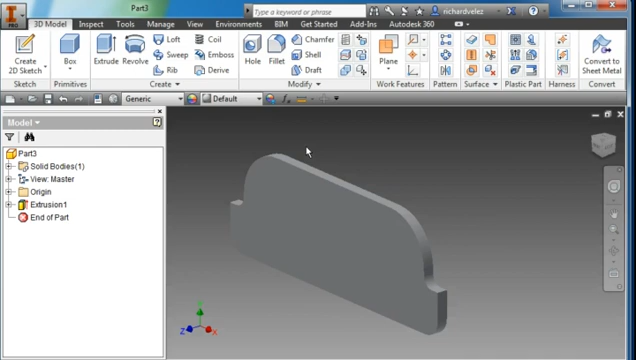 Part3
Type a keyword or phrase
richardvelez
PRO
3D Model
Inspect
Tools
Manage
View
Environments
BIM
Get Started
Add-Ins
Autodesk 360
Create 2D Sketch
Box
Extrude
Revolve
Loft
Sweep
Rib
Coil
Emboss
Derive
Hole
Fillet
Chamfer
Shell
Draft
Plane
Convert to Sheet Metal
Sketch
Primitives
Create
Modify
Work Features
Pattern
Surface
Plastic Part
Harness
Convert
Generic
Default
Model
Part3
Solid Bodies(1)
View: Master
Origin
Extrusion1
End of Part
Y
Z
X